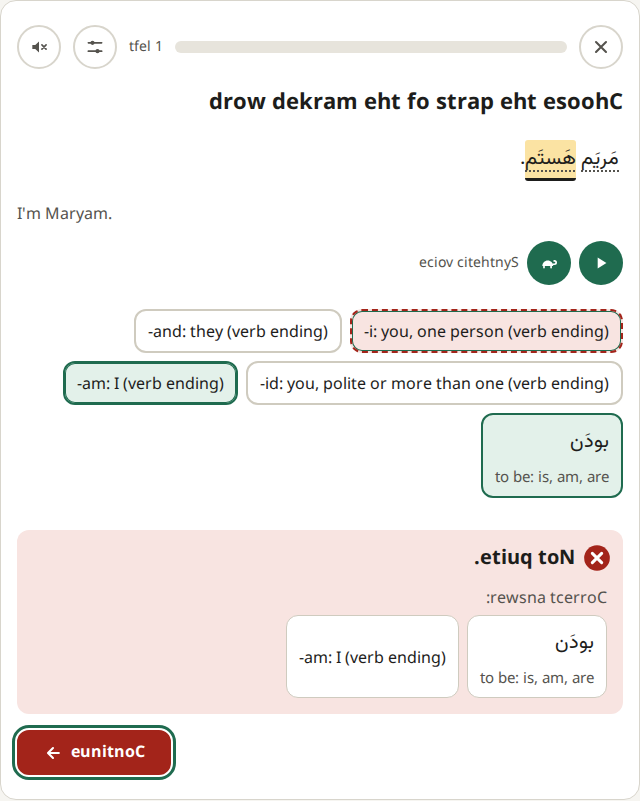 tfel 1
drow dekram eht fo strap eht esoohC
مَریَم هَستَم.
I'm Maryam.
eciov citehtnyS
-i: you, one person (verb ending)
-and: they (verb ending)
-id: you, polite or more than one (verb ending)
-am: I (verb ending)
بودَن
to be: is, am, are
.etiuq toN
:rewsna tcerroC
بودَن
to be: is, am, are
-am: I (verb ending)
eunitnoC